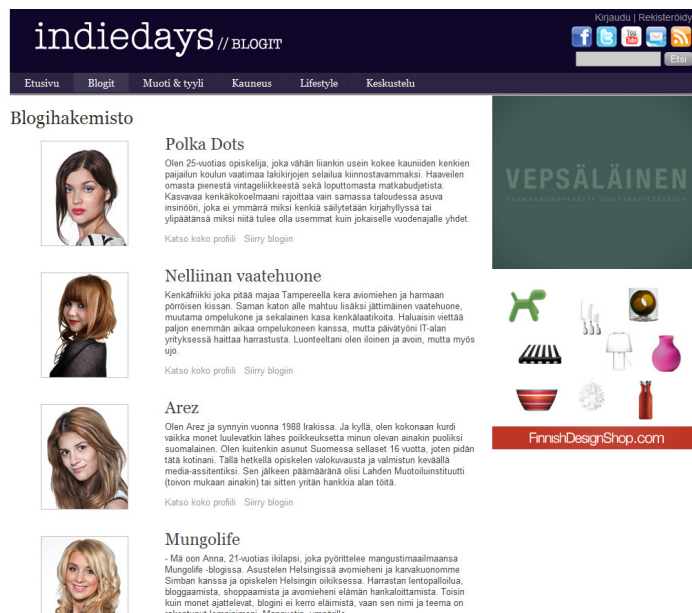 Kirjaudu | Rekisteröidy
indiedays // BLOGIT
Etsi
Etusivu Blogit Muoti & tyyli Kauneus Lifestyle Keskustelu
Blogihakemisto
Polka Dots
Olen 25-vuotias opiskelija, joka vähän liiankin usein kokee kauniiden kenkien
paijailun koulun vaatimaa lakikirjojen selailua kiinnostavammaksi. Haaveilen
omasta pienestä vintageliikkeestä sekä loputtomasta matkabudjetista.
Kasvavaa kenkäkokoelmaani rajoittaa vain samassa taloudessa asuva
insinööri, joka ei ymmärrä miksi kenkiä säilytetään kirjahyllyssä tai
ylipäätänsä miksi niitä tulee olla usemmat kuin jokaiselle vuodenajalle yhdet.
Katso koko profiili Siirry blogiin
Nelliinan vaatehuone
Kenkäfriikki joka pitää majaa Tampereella kera aviomiehen ja harmaan
pörröisen kissan. Saman katon alle mahtuu lisäksi jättimäinen vaatehuone,
muutama ompelukone ja sekalainen kasa kenkälaatikoita. Haluaisin viettää
paljon enemmän aikaa ompelukoneen kanssa, mutta päivätyöni IT-alan
yrityksessä haittaa harrastusta. Luonteeltani olen iloinen ja avoin, mutta myös
ujo.
Katso koko profiili Siirry blogiin
Arez
Olen Arez ja synnyin vuonna 1988 Irakissa. Ja kyllä, olen kokonaan kurdi
vaikka monet luulevatkin lähes poikkeuksetta minun olevan ainakin puoliksi
suomalainen. Olen kuitenkin asunut Suomessa sellaset 16 vuotta, joten pidän
tätä kotinani. Tällä hetkellä opiskelen valokuvausta ja valmistun keväällä
media-assitentiksi. Sen jälkeen päämääränä olisi Lahden Muotoiluinstituutti
(toivon mukaan ainakin) tai sitten yritän hankkia alan töitä.
Katso koko profiili Siirry blogiin
Mungolife
- Mä oon Anna, 21-vuotias ikilapsi, joka pyörittelee mangustimaailmaansa
Mungolife -blogissa. Asustelen Helsingissä avomieheni ja karvakuonomme
Simban kanssa ja opiskelen Helsingin oikiksessa. Harrastan lentopalloilua,
bloggaamista, shoppaamista ja avomieheni elämän hankaloittamista. Toisin
kuin monet ajattelevat, blogini ei kerro eläimistä, vaan sen nimi ja teema on
VEPSÄLÄINEN
FinnishDesignShop.com